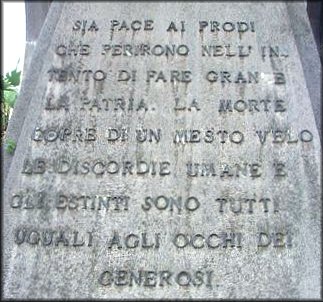 SIA PACE AI PRODI
CHE PERIRONO NELL' IN-
TENTO DI FARE GRANDE
LA PATRIA. LA MORTE
COPRE DI UN MESTO VELO
LE DISCORDIE UMANE E
GLI ESTINTI SONO TUTTI
UGUALI AGLI OCCHI DEI
GENEROSI.